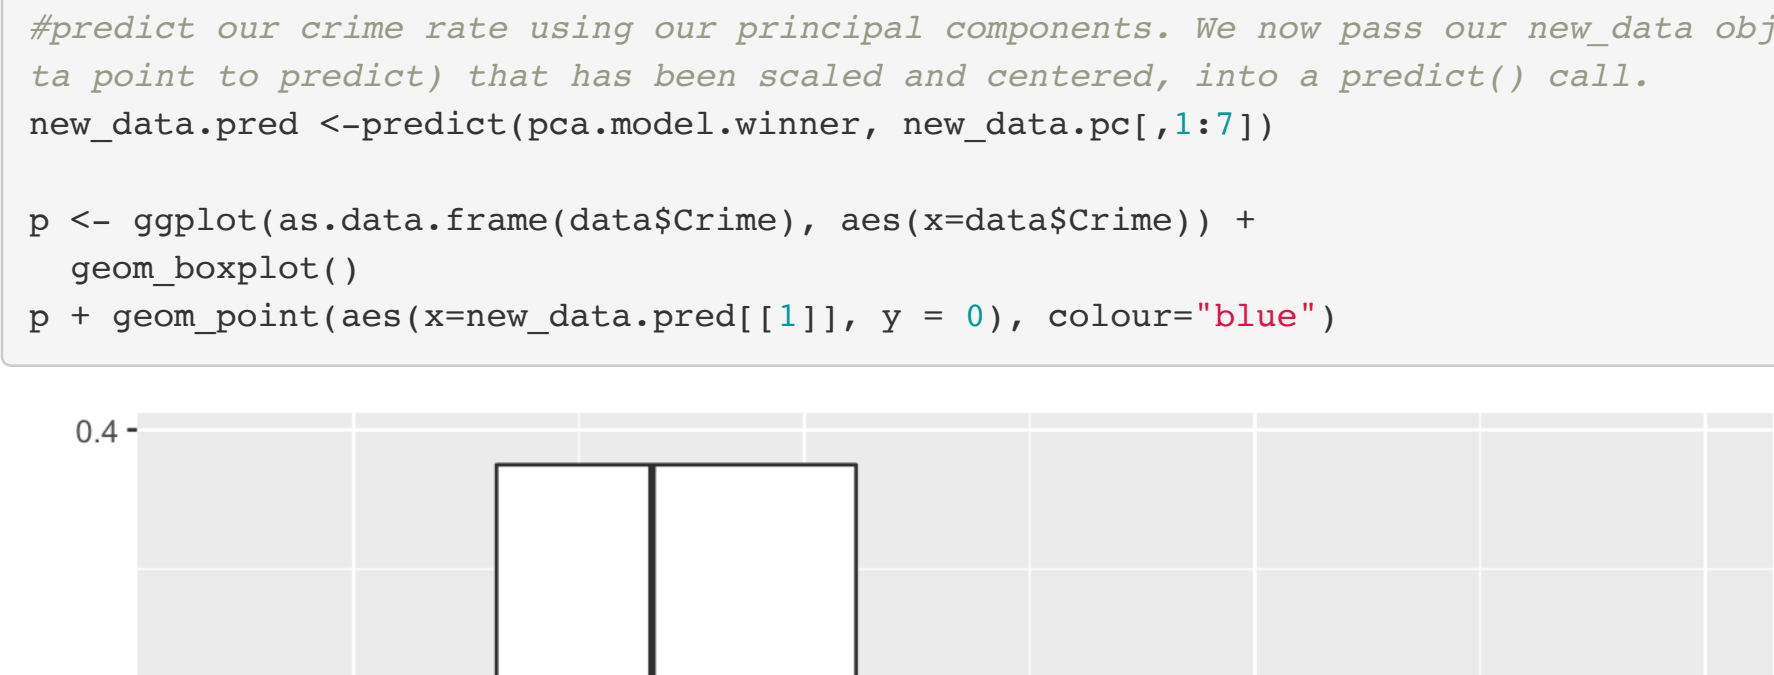 #predict our crime rate using our principal components. We now pass our new_data obj
ta point to predict) that has been scaled and centered, into a predict() call.
new_data.pred <-predict(pca.model.winner, new_data.pc[,1:7])
p <- ggplot(as.data.frame(data$Crime), aes(x=data$Crime)) +
  geom_boxplot()
p + geom_point(aes(x=new_data.pred[[1]], y = 0), colour="blue")
0.4